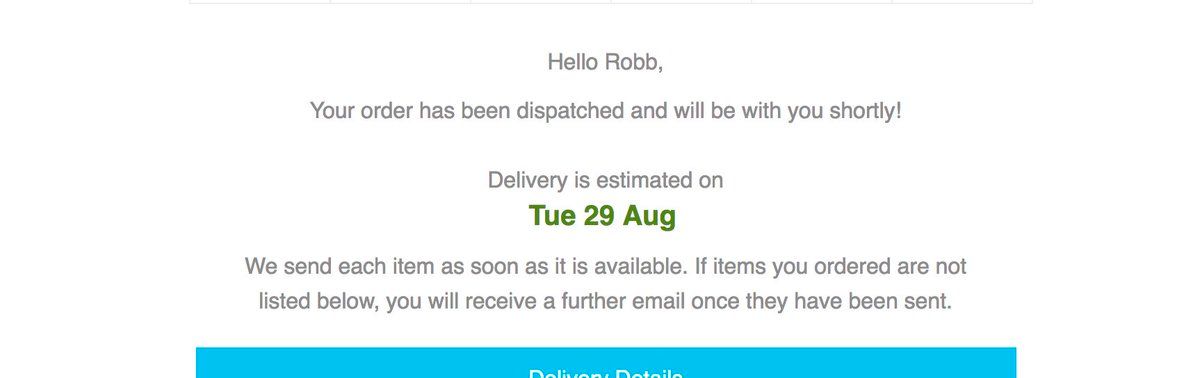 Hello Robb,
Your order has been dispatched and will be with you shortly!
Delivery is estimated on
Tue 29 Aug
We send each item as soon as it is available. If items you ordered are not
listed below, you will receive a further email once they have been sent.
Delivery Details